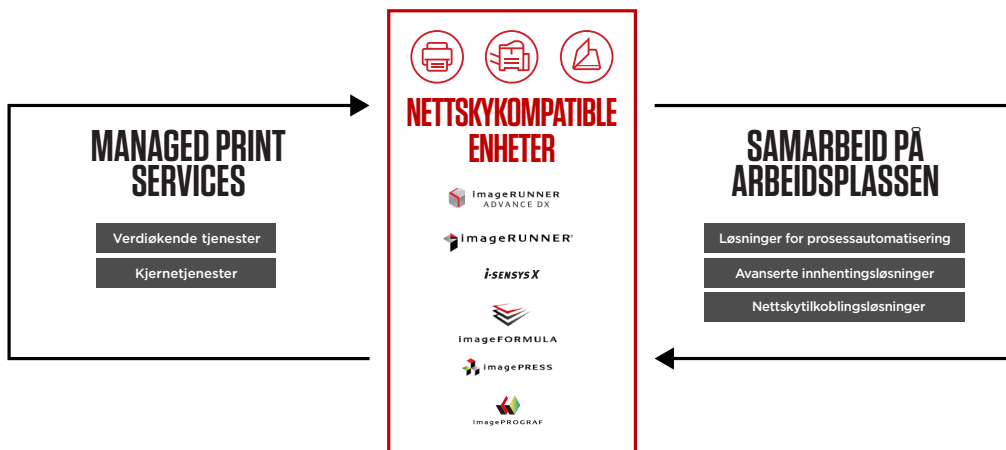 MANAGED PRINT
SERVICES
Verdiøkende tjenester
Kjernetjenester
NETTSKYKOMPATIBLE
ENHETER
imageRUNNER
ADVANCE DX
imageRUNNER®
i-SENSYS X
imageFORMULA
imagePRESS
imagePROGRAF
SAMARBEID PÅ
ARBEIDSPLASSEN
Løsninger for prosessautomatisering
Avanserte innhentingsløsninger
Nettskytilkoblingsløsninger